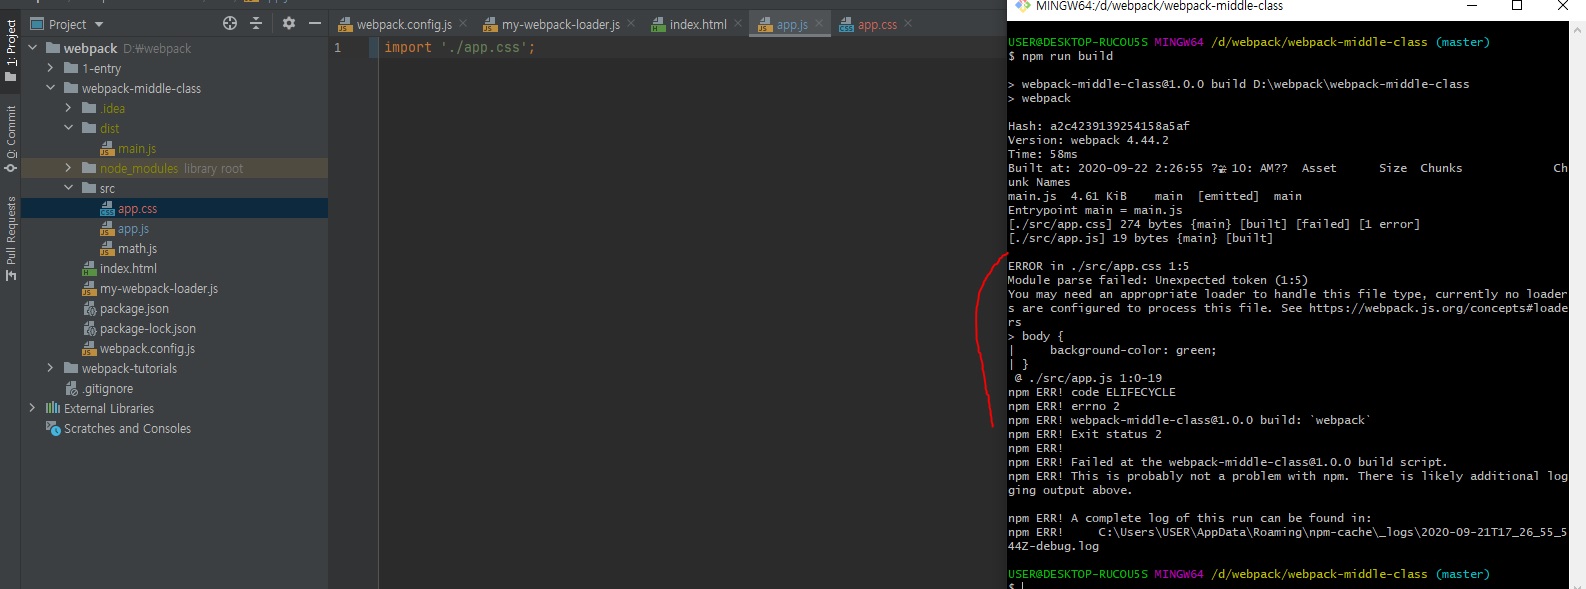 Project
webpack.config.js
my-webpack-loader.js
index.html
app.js
app.css
1: Project
0: Commit
Pull Requests
webpack D:₩webpack
1-entry
webpack-middle-class
.idea
dist
main.js
node_modules library root
src
app.css
app.js
math.js
index.html
my-webpack-loader.js
package.json
package-lock.json
webpack.config.js
webpack-tutorials
.gitignore
External Libraries
Scratches and Consoles
1 import './app.css';
MINGW64:/d/webpack/webpack-middle-class
USER@DESKTOP-RUCOU5S MINGW64 /d/webpack/webpack-middle-class (master)
$ npm run build
> webpack-middle-class@1.0.0 build D:\webpack\webpack-middle-class
> webpack
Hash: a2c4239139254158a5af
Version: webpack 4.44.2
Time: 58ms
Built at: 2020-09-22 2:26:55 10: AM?? Asset Size Chunks Ch
unk Names
main.js 4.61 KiB main [emitted] main
Entrypoint main = main.js
[./src/app.css] 274 bytes {main} [built] [failed] [1 error]
[./src/app.js] 19 bytes {main} [built]
ERROR in ./src/app.css 1:5
Module parse failed: Unexpected token (1:5)
You may need an appropriate loader to handle this file type, currently no loader
s are configured to process this file. See https://webpack.js.org/concepts#loade
rs
> body {
| background-color: green;
| }
@ ./src/app.js 1:0-19
npm ERR! code ELIFECYCLE
npm ERR! errno 2
npm ERR! webpack-middle-class@1.0.0 build: `webpack`
npm ERR! Exit status 2
npm ERR!
npm ERR! Failed at the webpack-middle-class@1.0.0 build script.
npm ERR! This is probably not a problem with npm. There is likely additional log
ging output above.
npm ERR! A complete log of this run can be found in:
npm ERR! C:\Users\USER\AppData\Roaming\npm-cache\_logs\2020-09-21T17_26_55_5
44Z-debug.log
USER@DESKTOP-RUCOU5S MINGW64 /d/webpack/webpack-middle-class (master)
$